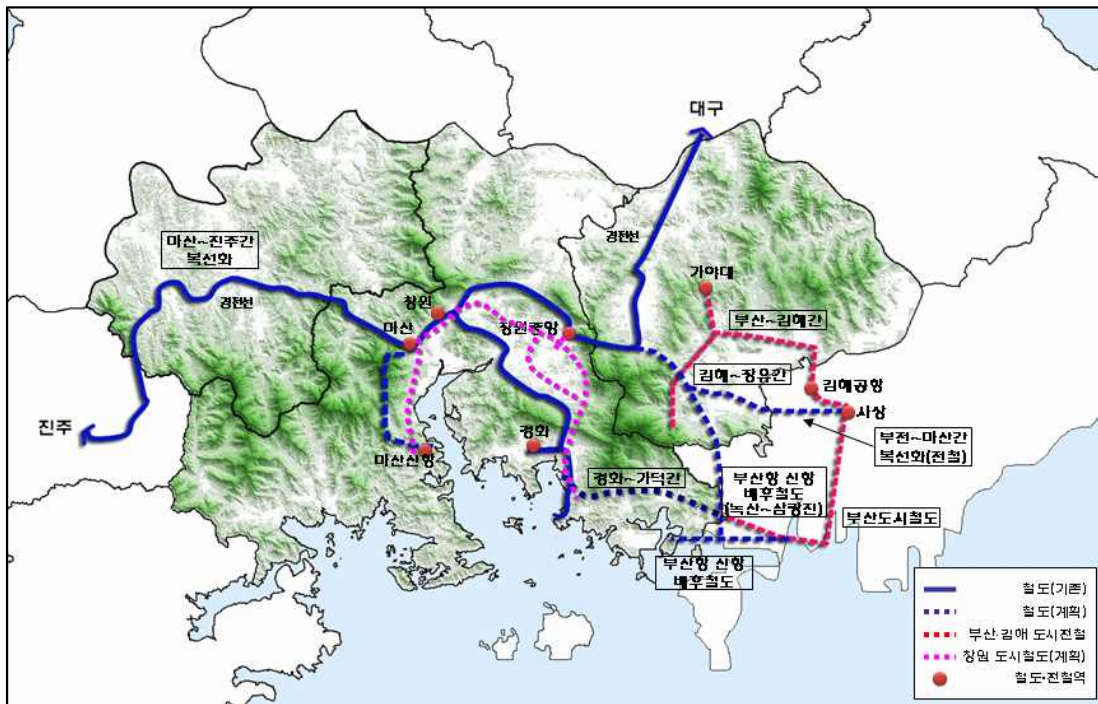 대구
경전선
마산~진주간
복선화
가야대
경전선
창원
마산
창원중앙
부산~김해간
김해~장유간
김해공항
사상
진주
경화
부전~마산간
복선화(전철)
마산신항
경화~가덕간
부산항 신항
배후철도
(녹산~삼랑진)
부산도시철도
부산항 신항
배후철도
철도(기존)
철도(계획)
부산·김해 도시전철
창원 도시철도(계획)
철도·전철역